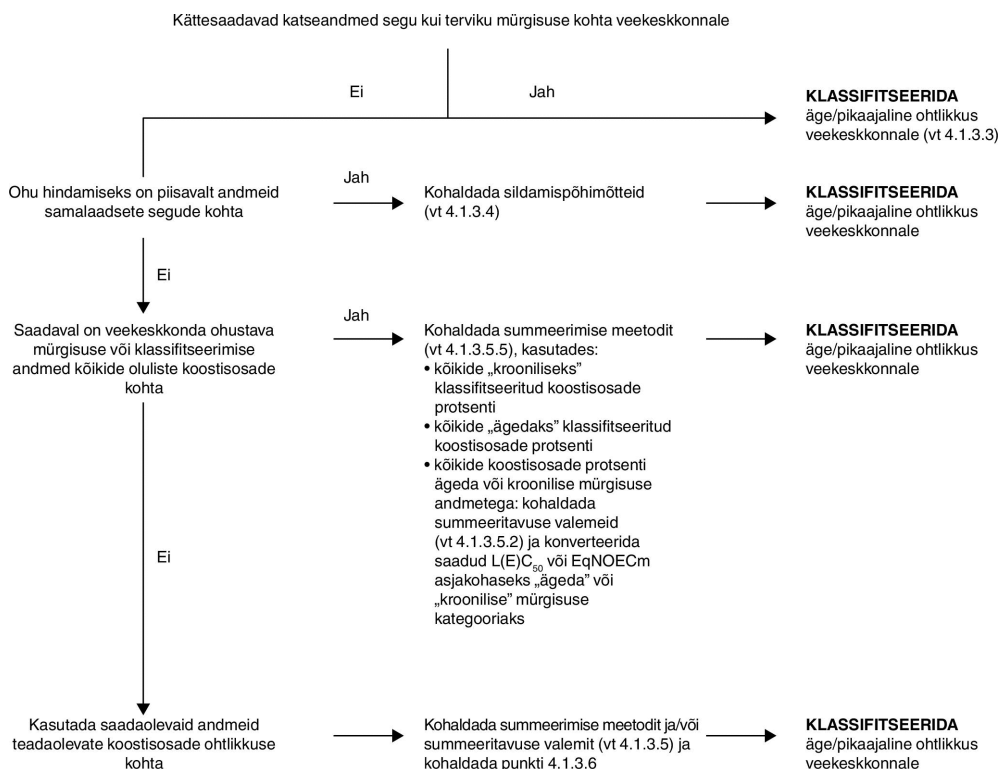 Kättesaadavad katseandmed segu kui terviku mürgisuse kohta veekeskkonnale
Ei
Jah
KLASSIFITSEERIDA
äge/pikaajaline ohtlikkus
veekeskkonnale (vt 4.1.3.3)
Ohu hindamiseks on piisavalt andmeid
samalaadsete segude kohta
Jah
Kohaldada sildamispõhimõtteid
(vt 4.1.3.4)
KLASSIFITSEERIDA
äge/pikaajaline ohtlikkus
veekeskkonnale
Ei
Saadaval on veekeskkonda ohustava
mürgisuse või klassifitseerimise
andmed kõikide oluliste koostisosade
kohta
Jah
Kohaldada summeerimise meetodit
(vt 4.1.3.5.5), kasutades:
• kõikide „krooniliseks”
klassifitseeritud koostisosade
protsenti
• kõikide „ägedaks” klassifitseeritud
koostisosade protsenti
• kõikide koostisosade protsenti
ägeda või kroonilise mürgisuse
andmetega: kohaldada
summeeritavuse valemeid
(vt 4.1.3.5.2) ja konverteerida
saadud L(E)C₅₀ või EqNOECm
asjakohaseks „ägeda” või
„kroonilise” mürgisuse
kategooriaks
KLASSIFITSEERIDA
äge/pikaajaline ohtlikkus
veekeskkonnale
Ei
Kasutada saadaolevaid andmeid
teadaolevate koostisosade ohtlikkuse
kohta
Kohaldada summeerimise meetodit ja/või
summeeritavuse valemit (vt 4.1.3.5) ja
kohaldada punkti 4.1.3.6
KLASSIFITSEERIDA
äge/pikaajaline ohtlikkus
veekeskkonnale